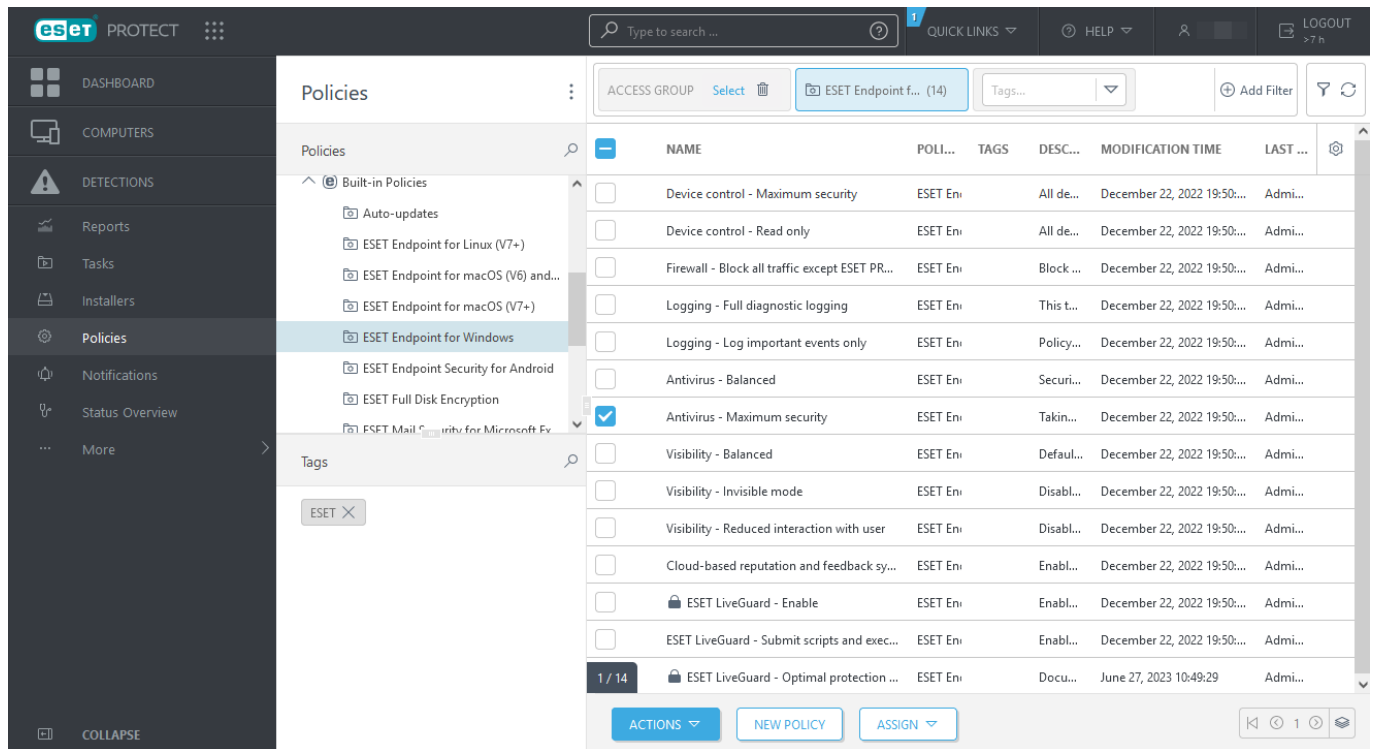 eset PROTECT
Type to search ...
?
1
QUICK LINKS
? HELP
LOGOUT
>7 h
DASHBOARD
COMPUTERS
DETECTIONS
Reports
Tasks
Installers
Policies
Notifications
Status Overview
... More
COLLAPSE
Policies
Policies
Built-in Policies
Auto-updates
ESET Endpoint for Linux (V7+)
ESET Endpoint for macOS (V6) and...
ESET Endpoint for macOS (V7+)
ESET Endpoint for Windows
ESET Endpoint Security for Android
ESET Full Disk Encryption
ESET Mail Security for Microsoft Ex
Tags
ESET
ACCESS GROUP Select ESET Endpoint f... (14) Tags... Add Filter
NAME POLI... TAGS DESC... MODIFICATION TIME LAST ...
Device control - Maximum security ESET En All de... December 22, 2022 19:50:... Admi...
Device control - Read only ESET En All de... December 22, 2022 19:50:... Admi...
Firewall - Block all traffic except ESET PR... ESET En Block ... December 22, 2022 19:50:... Admi...
Logging - Full diagnostic logging ESET En This t... December 22, 2022 19:50:... Admi...
Logging - Log important events only ESET En Policy... December 22, 2022 19:50:... Admi...
Antivirus - Balanced ESET En Securi... December 22, 2022 19:50:... Admi...
Antivirus - Maximum security ESET En Takin... December 22, 2022 19:50:... Admi...
Visibility - Balanced ESET En Defaul... December 22, 2022 19:50:... Admi...
Visibility - Invisible mode ESET En Disabl... December 22, 2022 19:50:... Admi...
Visibility - Reduced interaction with user ESET En Disabl... December 22, 2022 19:50:... Admi...
Cloud-based reputation and feedback sy... ESET En Enabl... December 22, 2022 19:50:... Admi...
ESET LiveGuard - Enable ESET En Enabl... December 22, 2022 19:50:... Admi...
ESET LiveGuard - Submit scripts and exec... ESET En Enabl... December 22, 2022 19:50:... Admi...
ESET LiveGuard - Optimal protection ... ESET En Docu... June 27, 2023 10:49:29 Admi...
1 / 14
ACTIONS NEW POLICY ASSIGN 1